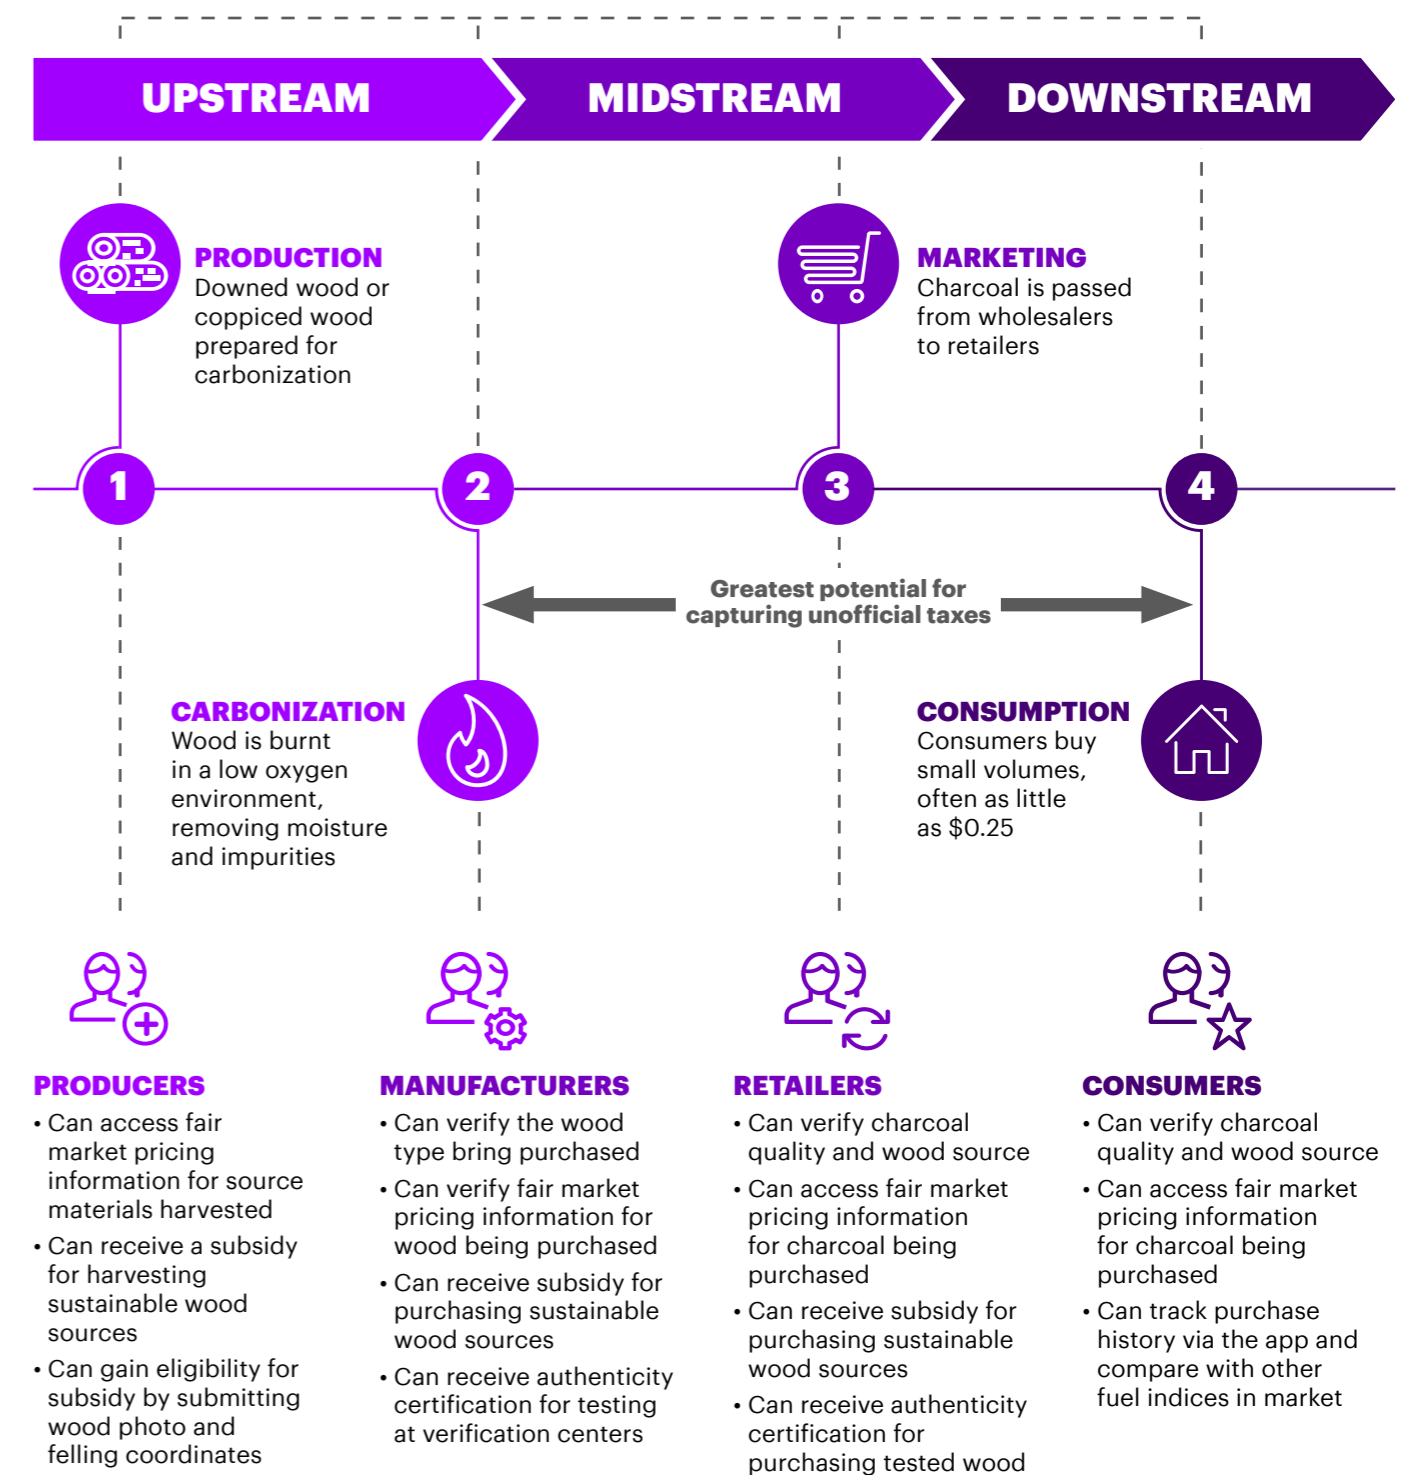 UPSTREAM
MIDSTREAM
DOWNSTREAM
PRODUCTION
Downed wood or
coppiced wood
prepared for
carbonization
MARKETING
Charcoal is passed
from wholesalers
to retailers
1
2
3
4
Greatest potential for
capturing unofficial taxes
CARBONIZATION
Wood is burnt
in a low oxygen
environment,
removing moisture
and impurities
CONSUMPTION
Consumers buy
small volumes,
often as little
as $0.25
PRODUCERS
• Can access fair
market pricing
information for source
materials harvested
• Can receive a subsidy
for harvesting
sustainable wood
sources
• Can gain eligibility for
subsidy by submitting
wood photo and
felling coordinates
MANUFACTURERS
• Can verify the wood
type bring purchased
• Can verify fair market
pricing information for
wood being purchased
• Can receive subsidy for
purchasing sustainable
wood sources
• Can receive authenticity
certification for testing
at verification centers
RETAILERS
• Can verify charcoal
quality and wood source
• Can access fair market
pricing information
for charcoal being
purchased
• Can receive subsidy for
purchasing sustainable
wood sources
• Can receive authenticity
certification for
purchasing tested wood
CONSUMERS
• Can verify charcoal
quality and wood source
• Can access fair market
pricing information
for charcoal being
purchased
• Can track purchase
history via the app and
compare with other
fuel indices in market